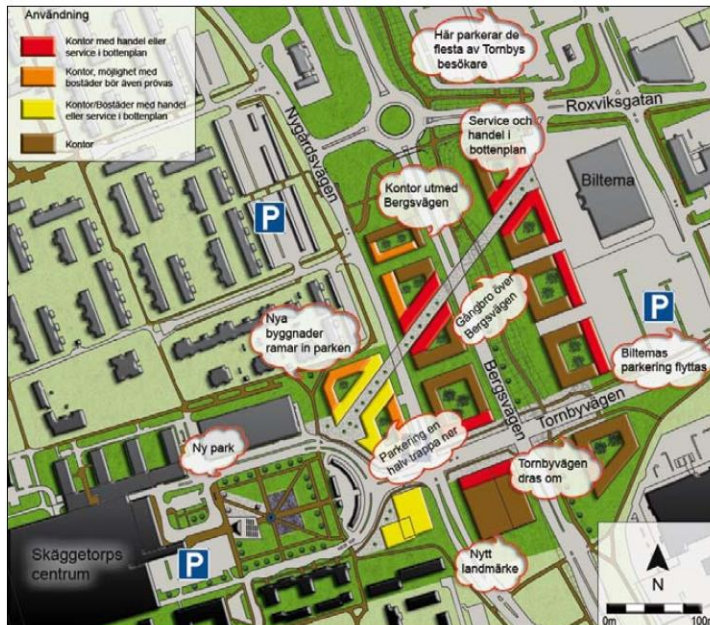 Användning
Kontor med handel eller
service i bottenplan
Kontor, möjlighet med
bostäder bör även prövas
Kontor/Bostäder med handel
eller service i bottenplan
Kontor
Här parkerar de
flesta av Tornbys
besökare
Roxviksgatan
Nygårdsvägen
Service och
handel i
bottenplan
Biltema
Kontor utmed
Bergsvägen
P
Gångbro över
Bergsvägen
P
Nya
byggnader
ramar in parken
Biltemas
parkering flyttas
Bergsvägen
Tornbyvägen
Parkering en
halv trappa ner
Ny park
Tornbyvägen
dras om
Skäggetorps
centrum
P
Nytt
landmärke
N
0m 100m